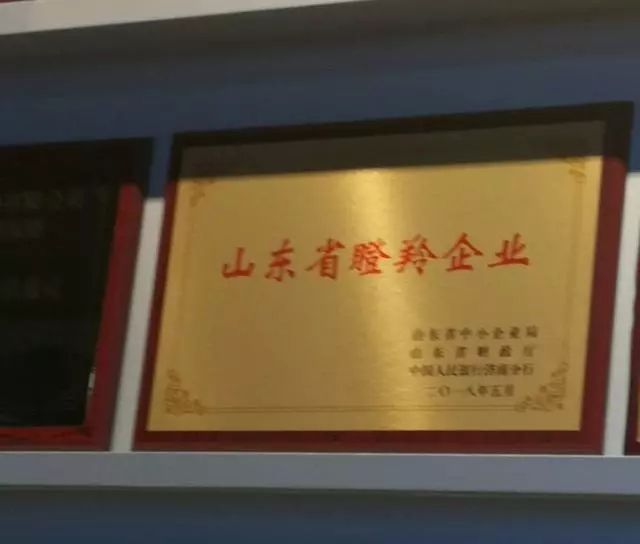 山东省瞪羚企业
山东省中小企业局
山东省财政厅
中国人民银行济南分行
二〇一八年五月